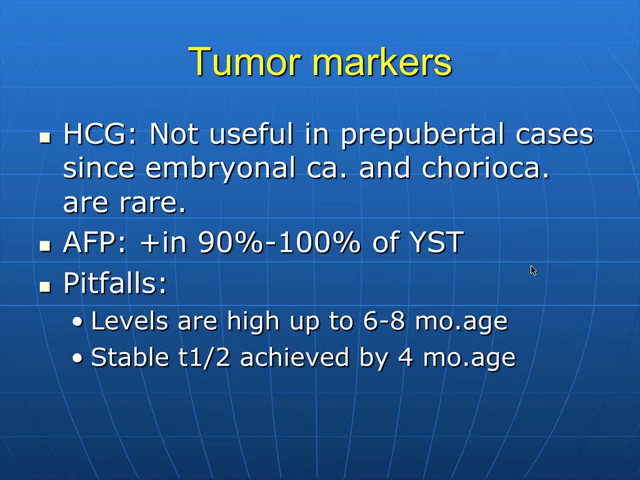 Tumor markers
HCG: Not useful in prepubertal cases
since embryonal ca. and chorioca.
are rare.
AFP: +in 90%-100% of YST
Pitfalls:
• Levels are high up to 6-8 mo.age
• Stable t1/2 achieved by 4 mo.age